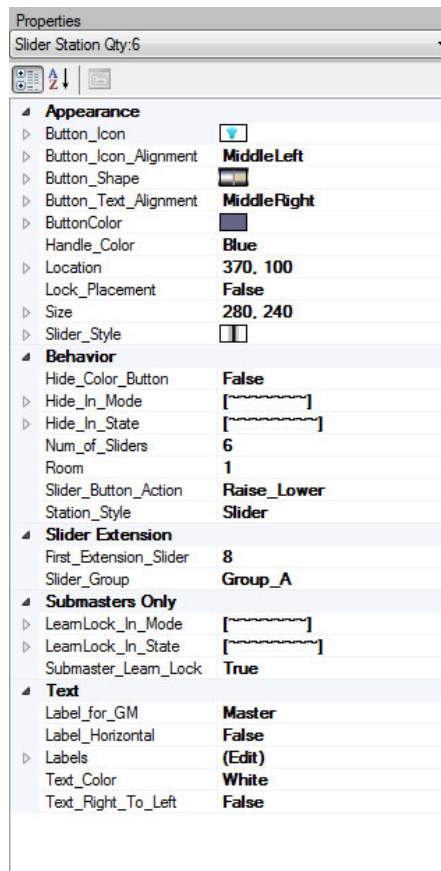 Properties
Slider Station Qty:6
Appearance
Button_Icon
Button_Icon_Alignment MiddleLeft
Button_Shape
Button_Text_Alignment MiddleRight
ButtonColor
Handle_Color Blue
Location 370, 100
Lock_Placement False
Size 280, 240
Slider_Style
Behavior
Hide_Color_Button False
Hide_In_Mode [~~~~~~~~]
Hide_In_State [~~~~~~~~~]
Num_of_Sliders 6
Room 1
Slider_Button_Action Raise_Lower
Station_Style Slider
Slider Extension
First_Extension_Slider 8
Slider_Group Group_A
Submasters Only
LearnLock_In_Mode [~~~~~~~~]
LearnLock_In_State [~~~~~~~~~]
Submaster_Learn_Lock True
Text
Label_for_GM Master
Label_Horizontal False
Labels (Edit)
Text_Color White
Text_Right_To_Left False